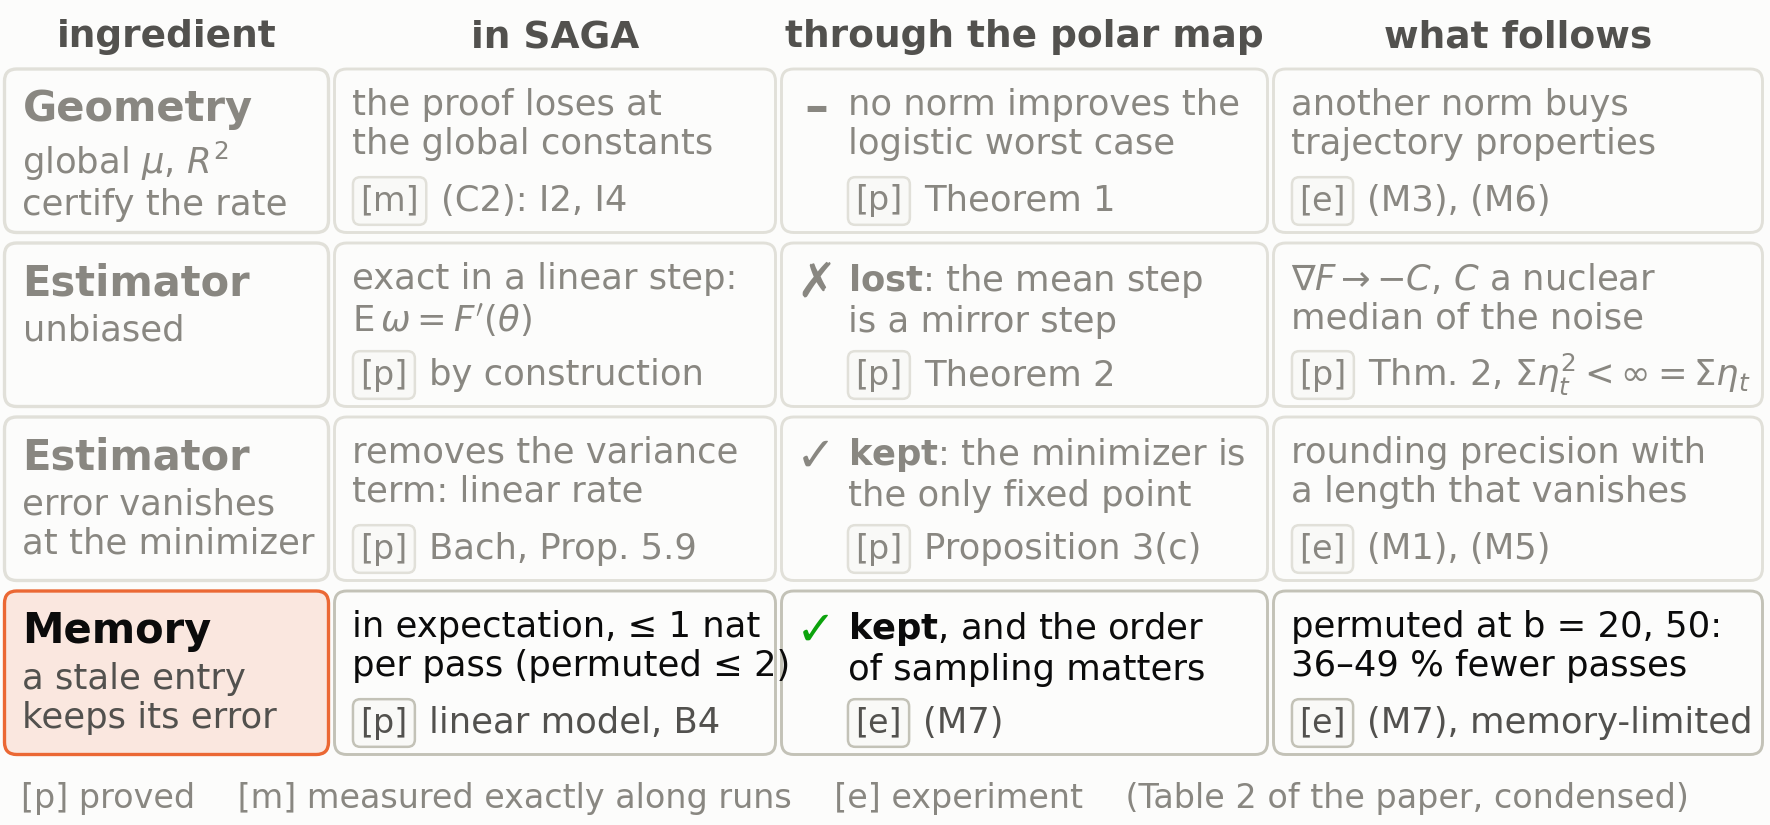 ingredient in SAGA through the polar map what follows
Geometry
global μ, R²
certify the rate
the proof loses at
the global constants
[m] (C2): I2, I4
– no norm improves the
logistic worst case
[p] Theorem 1
another norm buys
trajectory properties
[e] (M3), (M6)
Estimator
unbiased
exact in a linear step:
E ω = F′(θ)
[p] by construction
✗ lost: the mean step
is a mirror step
[p] Theorem 2
∇F → −C, C a nuclear
median of the noise
[p] Thm. 2, Ση_t² < ∞ = Ση_t
Estimator
error vanishes
at the minimizer
removes the variance
term: linear rate
[p] Bach, Prop. 5.9
✓ kept: the minimizer is
the only fixed point
[p] Proposition 3(c)
rounding precision with
a length that vanishes
[e] (M1), (M5)
Memory
a stale entry
keeps its error
in expectation, ≤ 1 nat
per pass (permuted ≤ 2)
[p] linear model, B4
✓ kept, and the order
of sampling matters
[e] (M7)
permuted at b = 20, 50:
36–49 % fewer passes
[e] (M7), memory-limited
[p] proved [m] measured exactly along runs [e] experiment (Table 2 of the paper, condensed)